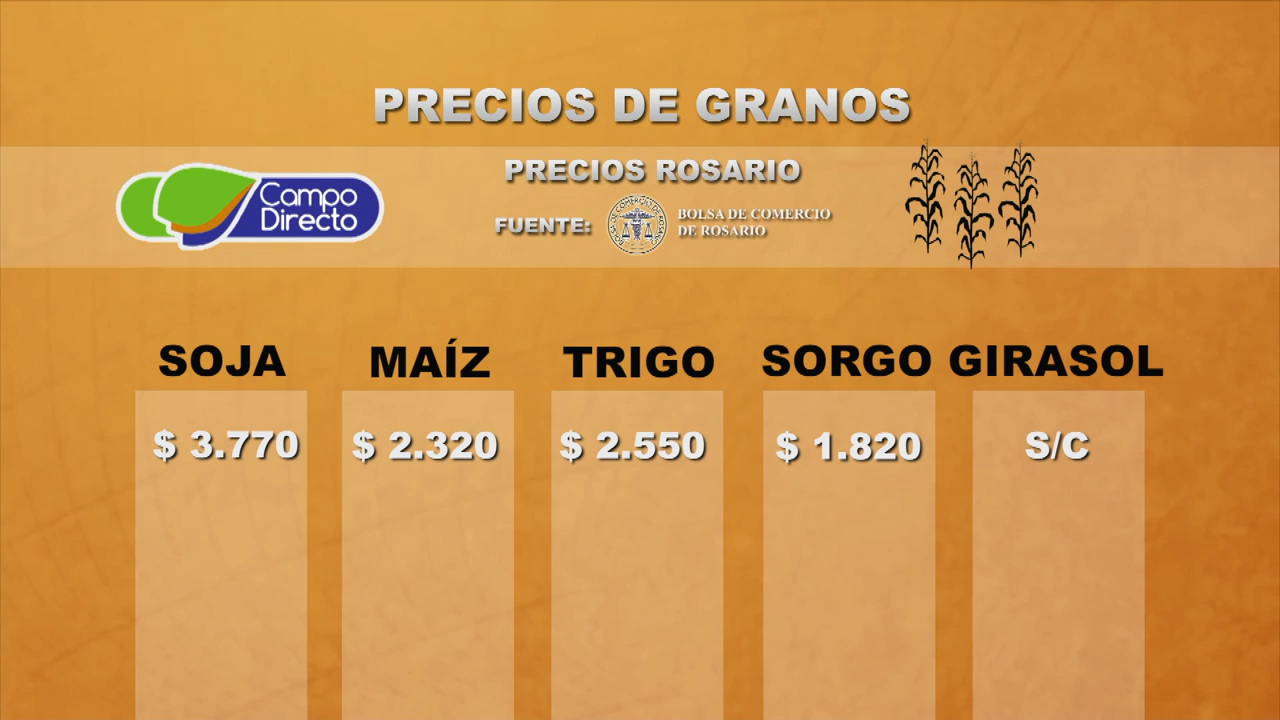 PRECIOS DE GRANOS
PRECIOS ROSARIO
Campo
Directo
FUENTE:
BOLSA DE COMERCIO
DE ROSARIO
SOJA MAÍZ TRIGO SORGO GIRASOL
$ 3.770 $ 2.320 $ 2.550 $ 1.820 S/C